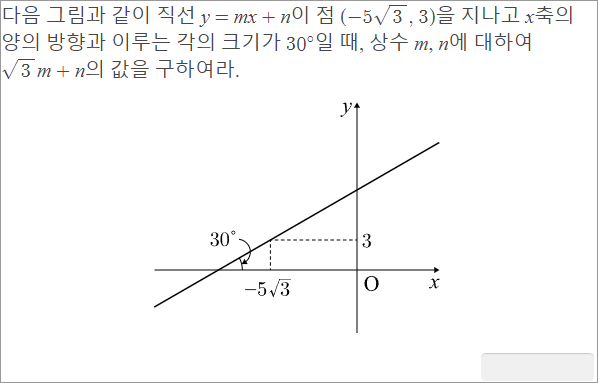 다음 그림과 같이 직선 y = mx + n이 점 (−5√3 , 3)을 지나고 x축의
양의 방향과 이루는 각의 크기가 30°일 때, 상수 m, n에 대하여
√3 m + n의 값을 구하여라.
y
30°
3
−5√3
O
x